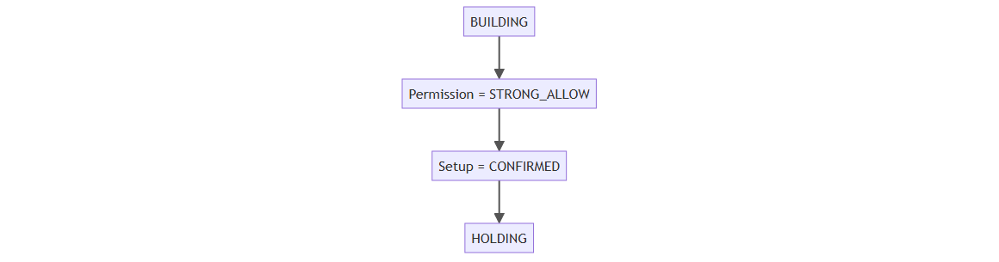 BUILDING
Permission = STRONG_ALLOW
Setup = CONFIRMED
HOLDING